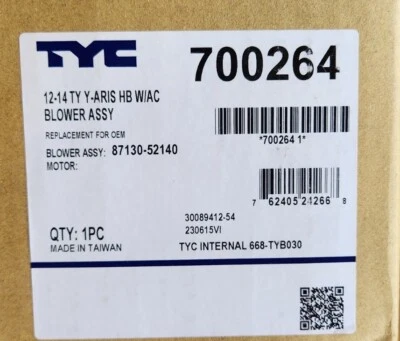 TYC
700264
12-14 TY Y-ARIS HB W/AC
BLOWER ASSY
REPLACEMENT FOR OEM
BLOWER ASSY: 87130-52140
MOTOR:
*700264 1*
7 62405 24266 8
30089412-54
230615VI
QTY: 1PC
MADE IN TAIWAN
TYC INTERNAL 668-TYB030